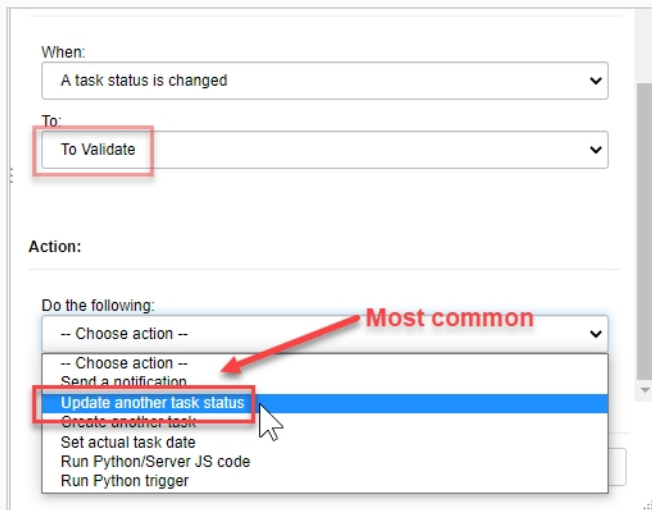 When:
A task status is changed
To:
To Validate
Action:
Do the following:
Most common
-- Choose action --
-- Choose action --
Send a notification
Update another task status
Create another task
Set actual task date
Run Python/Server JS code
Run Python trigger